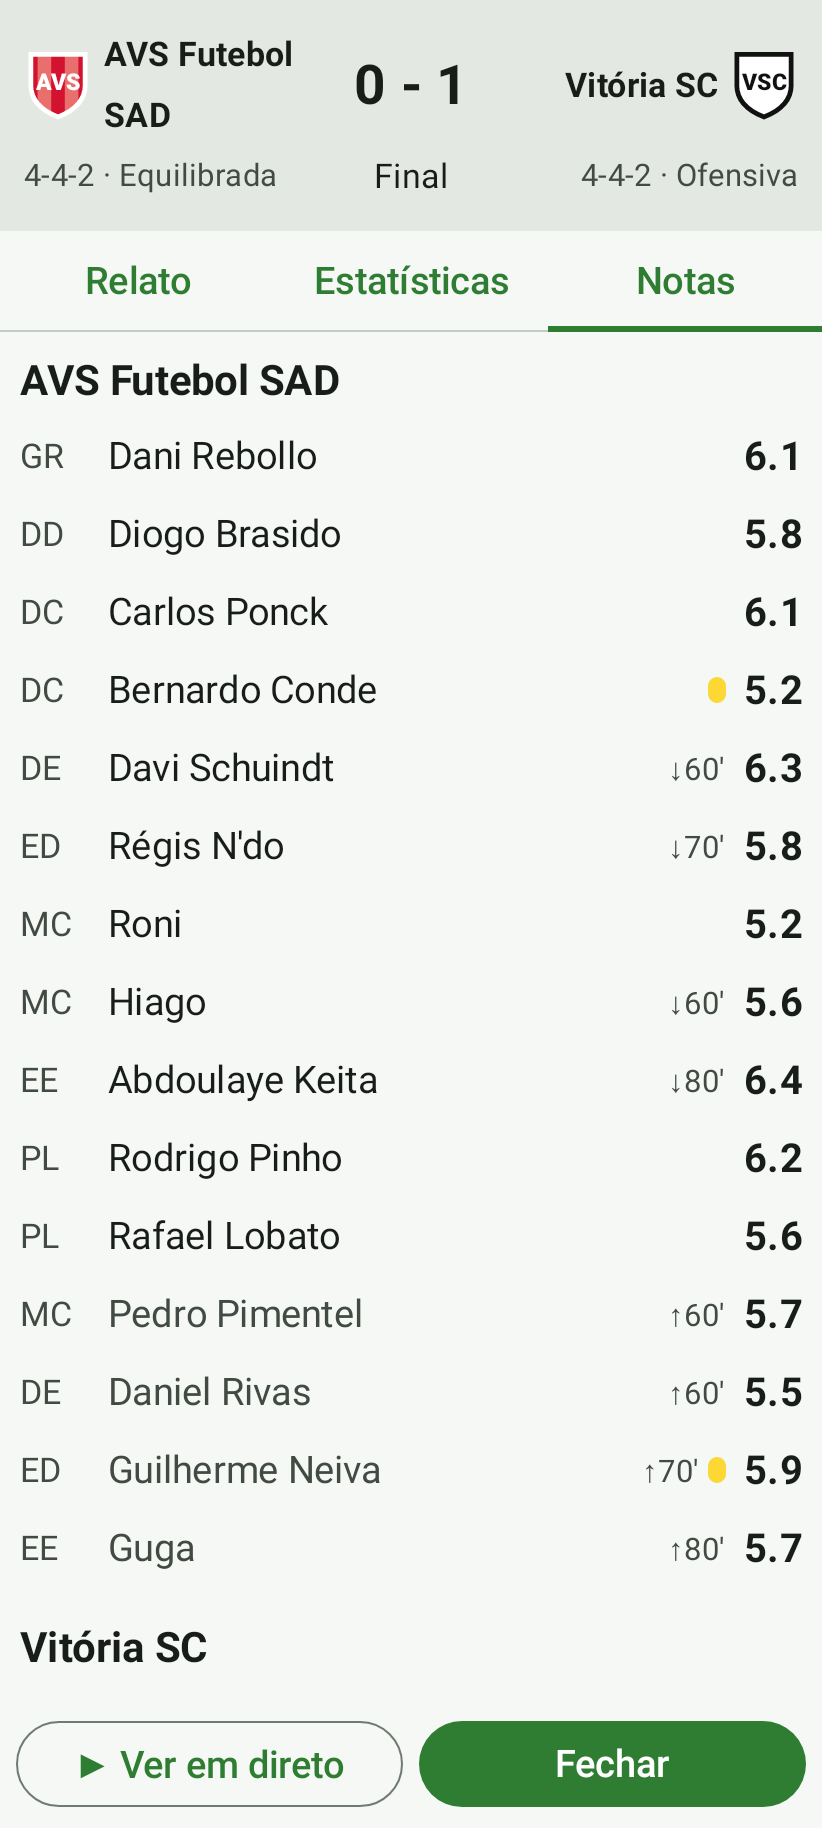 AVS
AVS Futebol SAD
0 - 1
Vitória SC
VSC
4-4-2 · Equilibrada
Final
4-4-2 · Ofensiva
Relato
Estatísticas
Notas
AVS Futebol SAD
GR Dani Rebollo 6.1
DD Diogo Brasido 5.8
DC Carlos Ponck 6.1
DC Bernardo Conde 5.2
DE Davi Schuindt ↓60' 6.3
ED Régis N'do ↓70' 5.8
MC Roni 5.2
MC Hiago ↓60' 5.6
EE Abdoulaye Keita ↓80' 6.4
PL Rodrigo Pinho 6.2
PL Rafael Lobato 5.6
MC Pedro Pimentel ↑60' 5.7
DE Daniel Rivas ↑60' 5.5
ED Guilherme Neiva ↑70' 5.9
EE Guga ↑80' 5.7
Vitória SC
► Ver em direto
Fechar